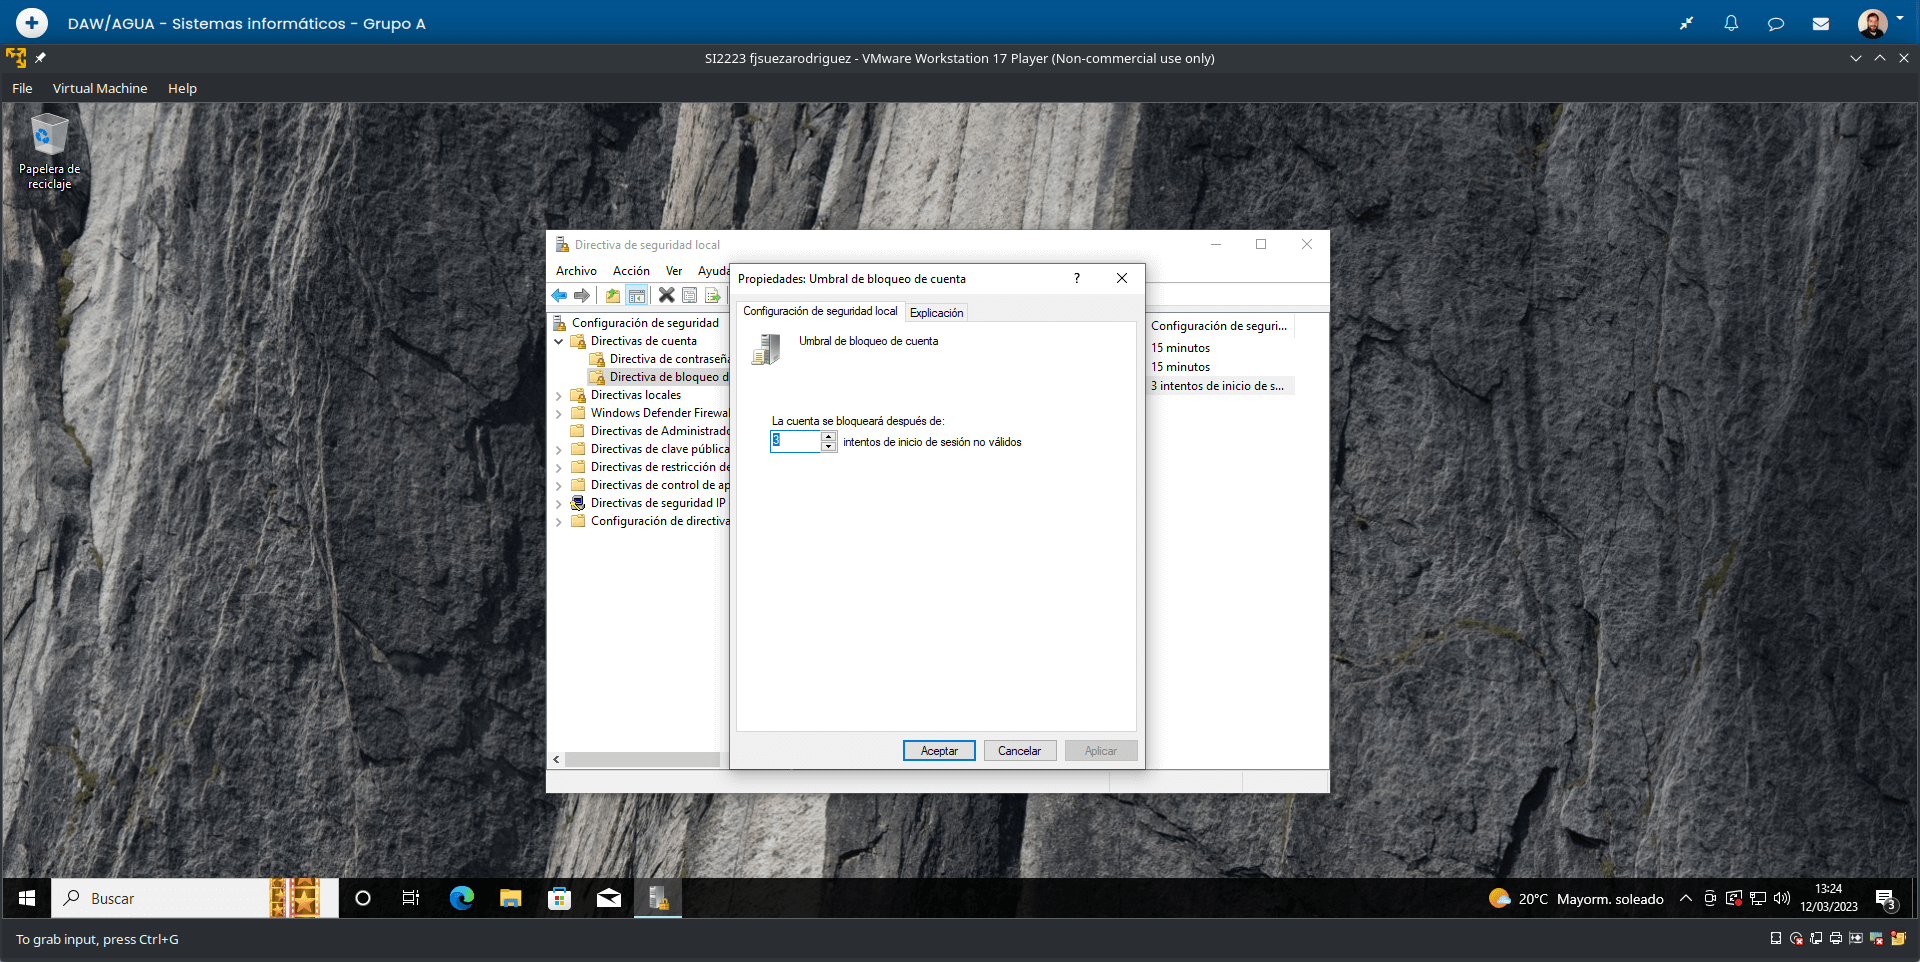 DAW/AGUA - Sistemas informáticos - Grupo A
SI2223 fjsuezarodriguez - VMware Workstation 17 Player (Non-commercial use only)
File Virtual Machine Help
Papelera de
reciclaje
Directiva de seguridad local
Archivo Acción Ver Ayuda
Propiedades: Umbral de bloqueo de cuenta ?
Configuración de seguridad local Explicación
Umbral de bloqueo de cuenta
La cuenta se bloqueará después de:
3 intentos de inicio de sesión no válidos
Aceptar Cancelar Aplicar
Configuración de seguridad
Directivas de cuenta
Directiva de contraseña
Directiva de bloqueo d
Directivas locales
Windows Defender Firewal
Directivas de Administrado
Directivas de clave pública
Directivas de restricción de
Directivas de control de ap
Directivas de seguridad IP
Configuración de directiva
Configuración de seguri...
15 minutos
15 minutos
3 intentos de inicio de s...
Buscar
20°C Mayorm. soleado
13:24
12/03/2023
3
To grab input, press Ctrl+G